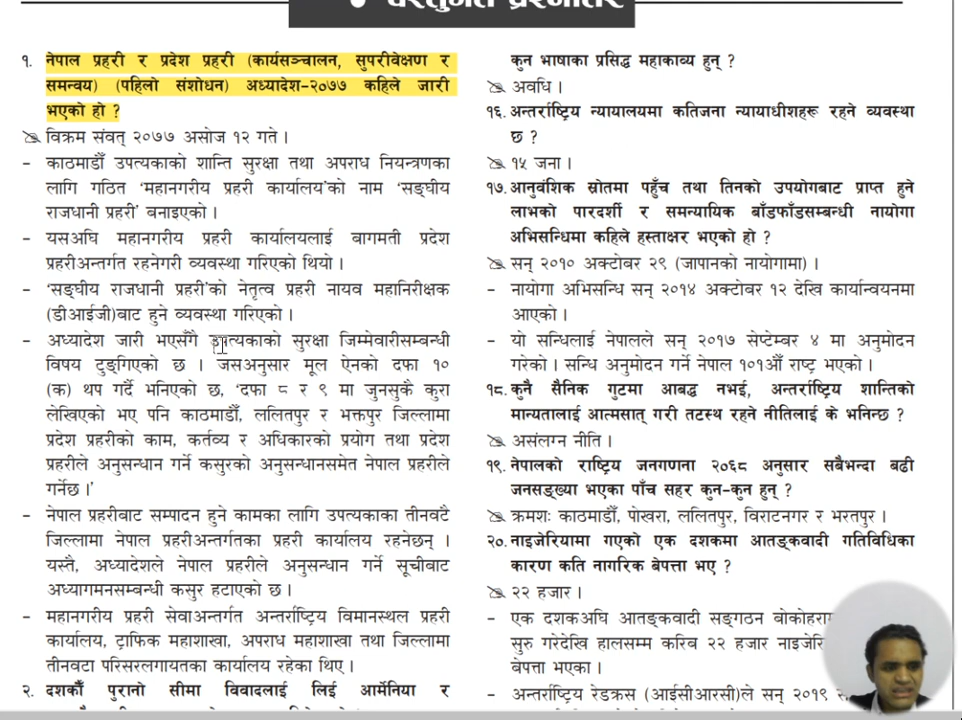 वस्तुगत प्रश्नोत्तर
१. नेपाल प्रहरी र प्रदेश प्रहरी (कार्यसञ्चालन, सुपरीवेक्षण र
समन्वय) (पहिलो संशोधन) अध्यादेश-२०७७ कहिले जारी
भएको हो ?
विक्रम संवत् २०७७ असोज १२ गते ।
- काठमाडौँ उपत्यकाको शान्ति सुरक्षा तथा अपराध नियन्त्रणका
लागि गठित 'महानगरीय प्रहरी कार्यालय'को नाम 'सङ्घीय
राजधानी प्रहरी' बनाइएको ।
- यसअघि महानगरीय प्रहरी कार्यालयलाई बागमती प्रदेश
प्रहरीअन्तर्गत रहनेगरी व्यवस्था गरिएको थियो ।
- 'सङ्घीय राजधानी प्रहरी'को नेतृत्व प्रहरी नायव महानिरीक्षक
(डीआईजी)बाट हुने व्यवस्था गरिएको ।
- अध्यादेश जारी भएसँगै उपत्यकाको सुरक्षा जिम्मेवारीसम्बन्धी
विषय टुङ्गिएको छ । जसअनुसार मूल ऐनको दफा १०
(क) थप गर्दै भनिएको छ, 'दफा ८ र ९ मा जुनसुकै कुरा
लेखिएको भए पनि काठमाडौँ, ललितपुर र भक्तपुर जिल्लामा
प्रदेश प्रहरीको काम, कर्तव्य र अधिकारको प्रयोग तथा प्रदेश
प्रहरीले अनुसन्धान गर्ने कसुरको अनुसन्धानसमेत नेपाल प्रहरीले
गर्नेछ ।'
- नेपाल प्रहरीबाट सम्पादन हुने कामका लागि उपत्यकाका तीनवटै
जिल्लामा नेपाल प्रहरीअन्तर्गतका प्रहरी कार्यालय रहनेछन् ।
यस्तै, अध्यादेशले नेपाल प्रहरीले अनुसन्धान गर्ने सूचीबाट
अध्यागमनसम्बन्धी कसुर हटाएको छ ।
- महानगरीय प्रहरी सेवाअन्तर्गत अन्तर्राष्ट्रिय विमानस्थल प्रहरी
कार्यालय, ट्राफिक महाशाखा, अपराध महाशाखा तथा जिल्लामा
तीनवटा परिसरलगायतका कार्यालय रहेका थिए ।
२. दशकौँ पुरानो सीमा विवादलाई लिई आर्मेनिया र
कुन भाषाका प्रसिद्ध महाकाव्य हुन् ?
अवधि ।
१६. अन्तर्राष्ट्रिय न्यायालयमा कतिजना न्यायाधीशहरू रहने व्यवस्था
छ ?
१५ जना ।
१७. आनुवंशिक स्रोतमा पहुँच तथा तिनको उपयोगबाट प्राप्त हुने
लाभको पारदर्शी र समन्यायिक बाँडफाँडसम्बन्धी नायोगा
अभिसन्धिमा कहिले हस्ताक्षर भएको हो ?
सन् २०१० अक्टोबर २९ (जापानको नायोगामा) ।
- नायोगा अभिसन्धि सन् २०१४ अक्टोबर १२ देखि कार्यान्वयनमा
आएको ।
- यो सन्धिलाई नेपालले सन् २०१७ सेप्टेम्बर ४ मा अनुमोदन
गरेको । सन्धि अनुमोदन गर्ने नेपाल १०१औँ राष्ट्र भएको ।
१८. कुनै सैनिक गुटमा आबद्ध नभई, अन्तर्राष्ट्रिय शान्तिको
मान्यतालाई आत्मसात् गरी तटस्थ रहने नीतिलाई के भनिन्छ ?
असंलग्न नीति ।
१९. नेपालको राष्ट्रिय जनगणना २०६८ अनुसार सबैभन्दा बढी
जनसङ्ख्या भएका पाँच सहर कुन-कुन हुन् ?
क्रमशः काठमाडौँ, पोखरा, ललितपुर, विराटनगर र भरतपुर ।
२०. नाइजेरियामा गएको एक दशकमा आतङ्कवादी गतिविधिका
कारण कति नागरिक बेपत्ता भए ?
२२ हजार ।
- एक दशकअघि आतङ्कवादी सङ्गठन
सुरु गरेदेखि हालसम्म करिब २२ हजार
बेपत्ता भएका ।
- अन्तर्राष्ट्रिय रेडक्रस (आईसीआरसी)ले सन् २०१९